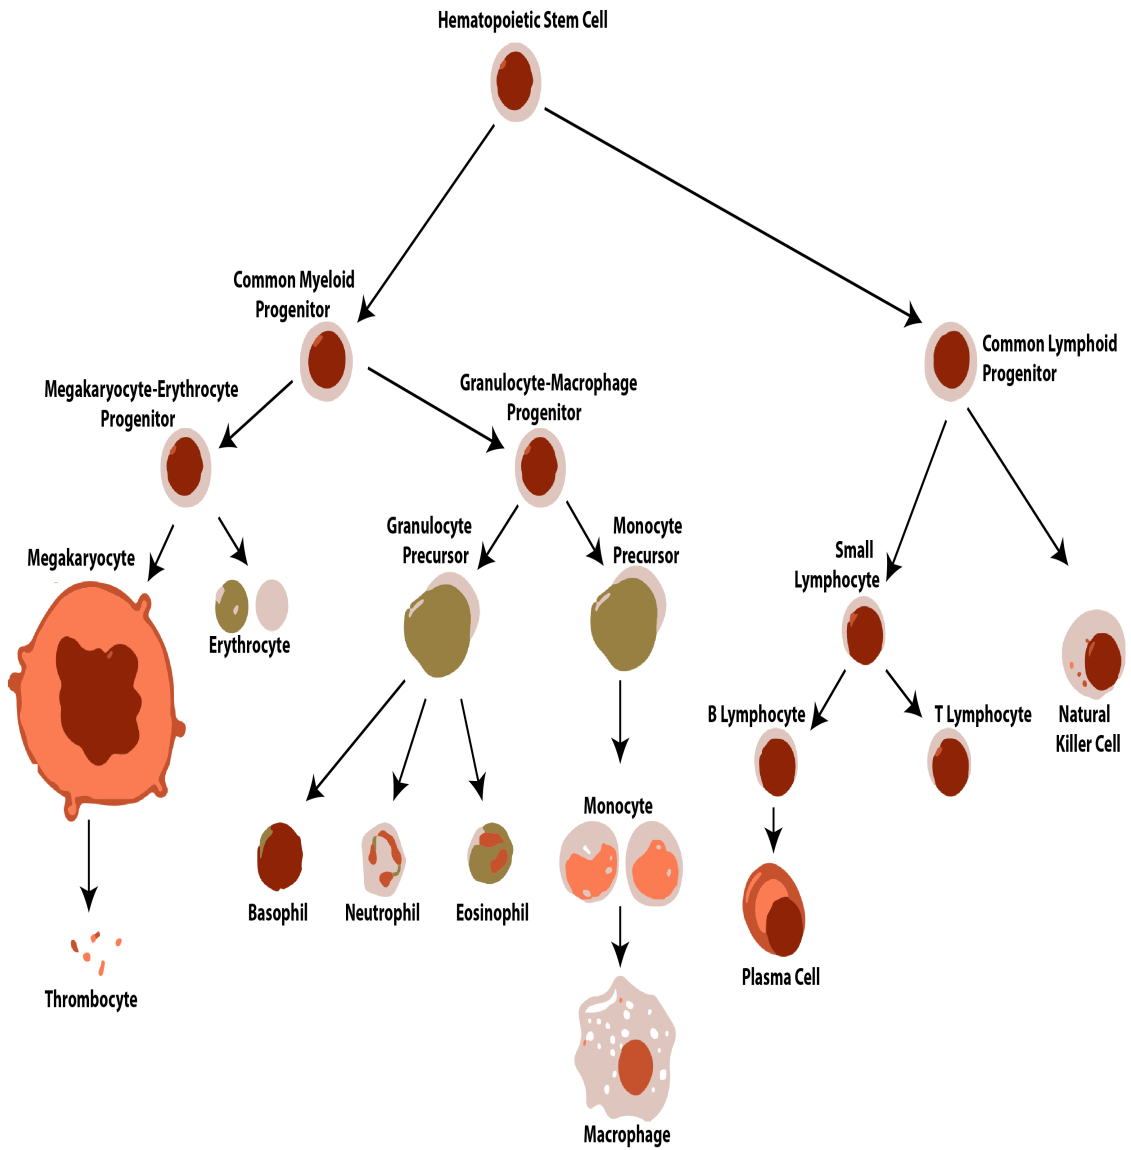 Hematopoietic Stem Cell
Common Myeloid
Progenitor
Common Lymphoid
Progenitor
Megakaryocyte-Erythrocyte
Progenitor
Granulocyte-Macrophage
Progenitor
Granulocyte
Precursor
Monocyte
Precursor
Small
Lymphocyte
Megakaryocyte
Erythrocyte
B Lymphocyte
T Lymphocyte
Natural
Killer Cell
Monocyte
Basophil
Neutrophil
Eosinophil
Plasma Cell
Thrombocyte
Macrophage